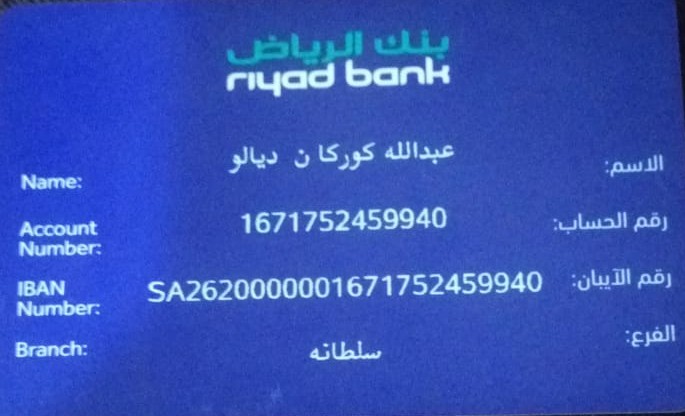 بنك الرياض
riyad bank
Name: عبدالله كوركا ن ديالو الاسم:
Account Number: 1671752459940 رقم الحساب:
IBAN Number: SA2620000001671752459940 رقم الآيبان:
Branch: سلطانه الفرع: